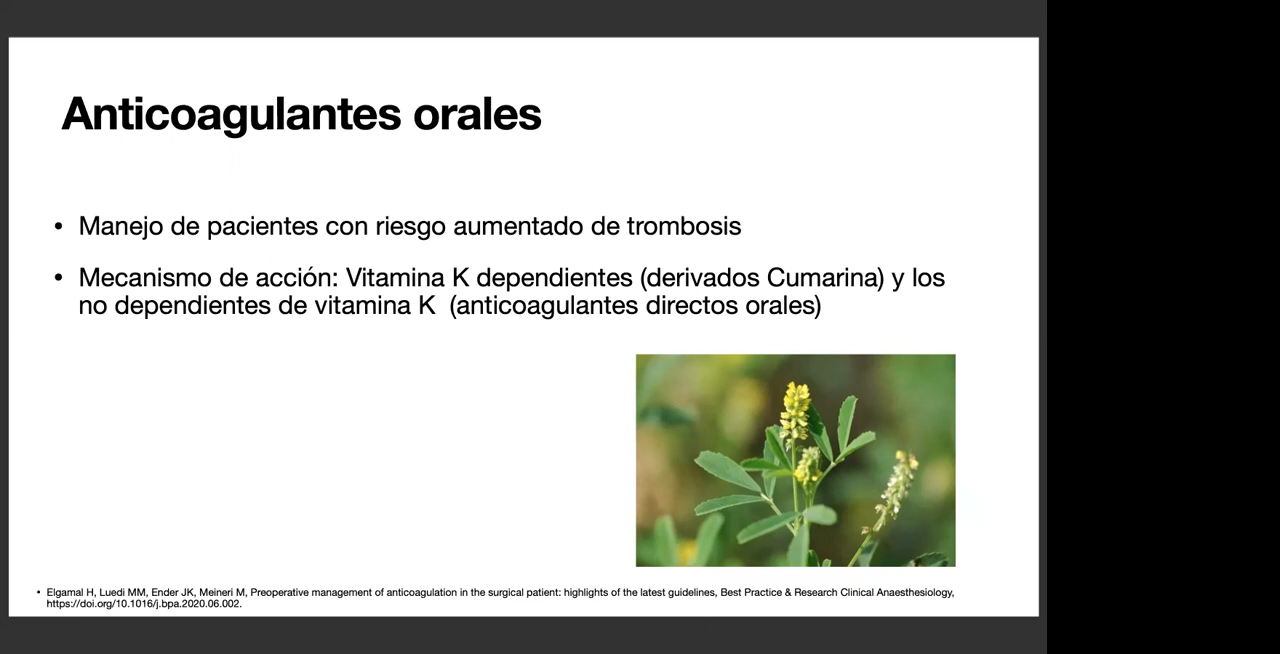 Anticoagulantes orales
• Manejo de pacientes con riesgo aumentado de trombosis
• Mecanismo de acción: Vitamina K dependientes (derivados Cumarina) y los
no dependientes de vitamina K  (anticoagulantes directos orales)
• Elgamal H, Luedi MM, Ender JK, Meineri M, Preoperative management of anticoagulation in the surgical patient: highlights of the latest guidelines, Best Practice & Research Clinical Anaesthesiology,
https://doi.org/10.1016/j.bpa.2020.06.002.